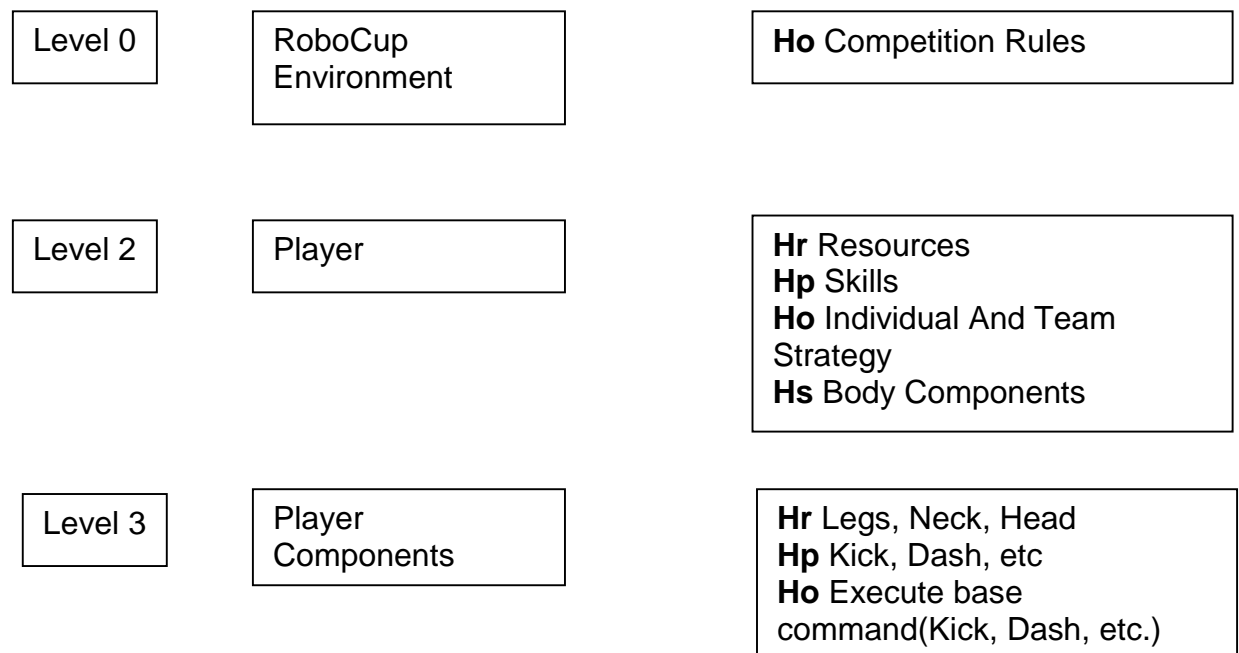 Level 0
RoboCup
Environment
Ho Competition Rules
Level 2
Player
Hr Resources
Hp Skills
Ho Individual And Team
Strategy
Hs Body Components
Level 3
Player
Components
Hr Legs, Neck, Head
Hp Kick, Dash, etc
Ho Execute base
command(Kick, Dash, etc.)